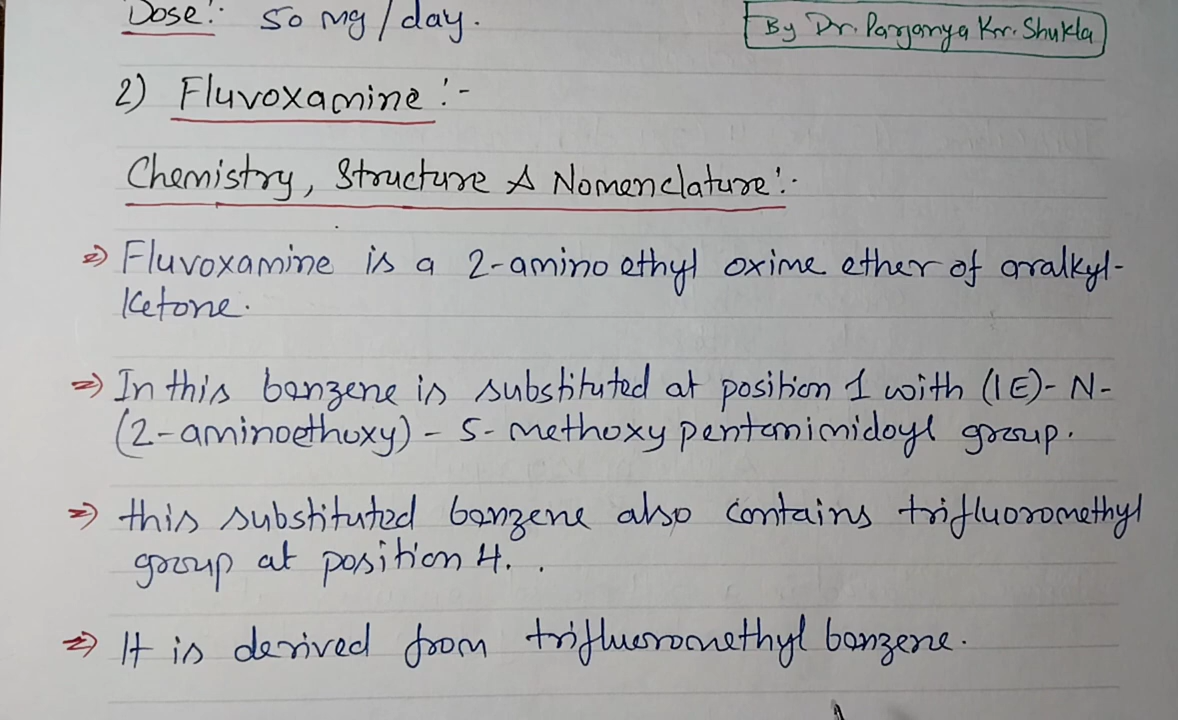 Dose:- 50 mg/day.
By Dr. Parjanya Kr. Shukla
2) Fluvoxamine :-
Chemistry, Structure & Nomenclature:-
⇒ Fluvoxamine is a 2-amino ethyl oxime ether of aralkyl-
ketone.
⇒ In this benzene is substituted at position 1 with (1E)-N-
(2-aminoethoxy)-5-methoxy pentanimidoyl group.
⇒ this substituted benzene also contains trifluoromethyl
group at position 4.
⇒ It is derived from trifluoromethyl benzene.